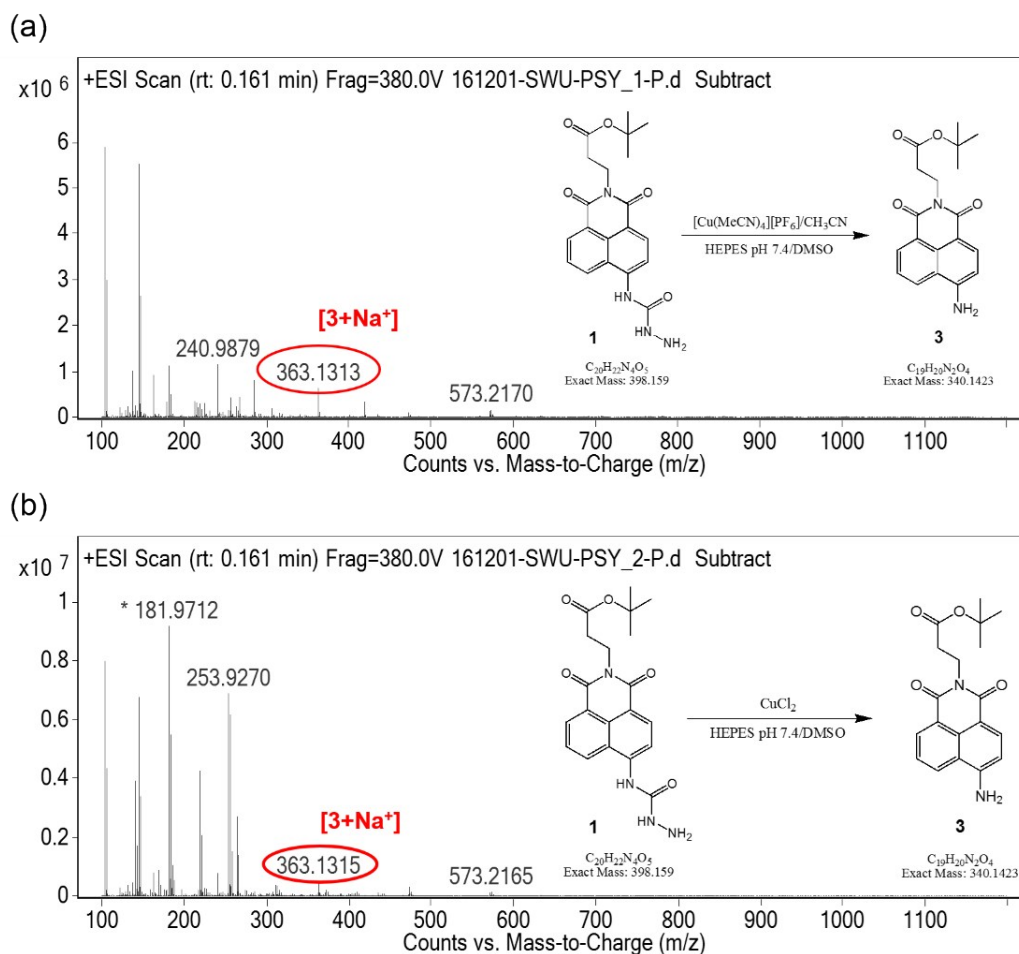 (a)
+ESI Scan (rt: 0.161 min) Frag=380.0V 161201-SWU-PSY_1-P.d Subtract
x10 ⁶
6
5
4
3
2
1
0
240.9879
[3+Na⁺]
363.1313
573.2170
100 200 300 400 500 600 700 800 900 1000 1100
Counts vs. Mass-to-Charge (m/z)
O
O
O N O
HN O
HN NH₂
1
C₂₀H₂₂N₄O₅
Exact Mass: 398.159
[Cu(MeCN)₄][PF₆]/CH₃CN
HEPES pH 7.4/DMSO
O
O
O N O
NH₂
3
C₁₉H₂₀N₂O₄
Exact Mass: 340.1423
(b)
+ESI Scan (rt: 0.161 min) Frag=380.0V 161201-SWU-PSY_2-P.d Subtract
x10 ⁷
1
0.8
0.6
0.4
0.2
0
* 181.9712
253.9270
[3+Na⁺]
363.1315
573.2165
100 200 300 400 500 600 700 800 900 1000 1100
Counts vs. Mass-to-Charge (m/z)
O
O
O N O
HN O
HN NH₂
1
C₂₀H₂₂N₄O₅
Exact Mass: 398.159
CuCl₂
HEPES pH 7.4/DMSO
O
O
O N O
NH₂
3
C₁₉H₂₀N₂O₄
Exact Mass: 340.1423